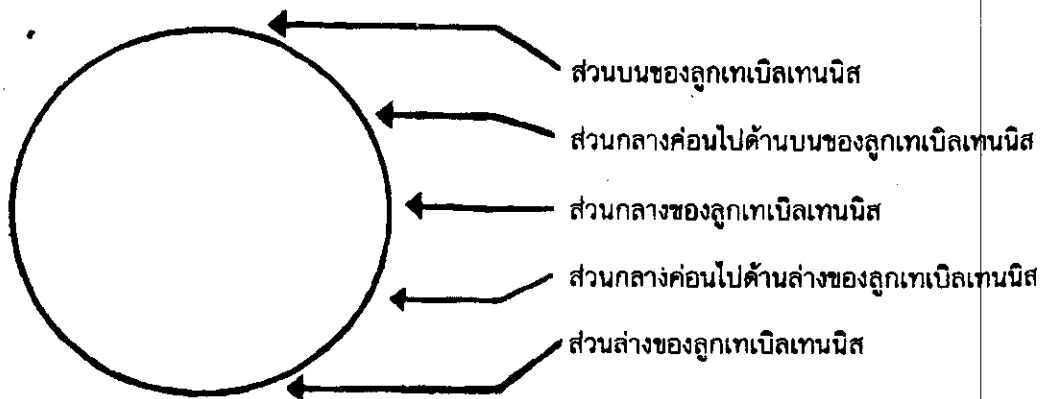 ส่วนบนของลูกเทเบิลเทนนิส
ส่วนกลางค่อนไปด้านบนของลูกเทเบิลเทนนิส
ส่วนกลางของลูกเทเบิลเทนนิส
ส่วนกลางค่อนไปด้านล่างของลูกเทเบิลเทนนิส
ส่วนล่างของลูกเทเบิลเทนนิส